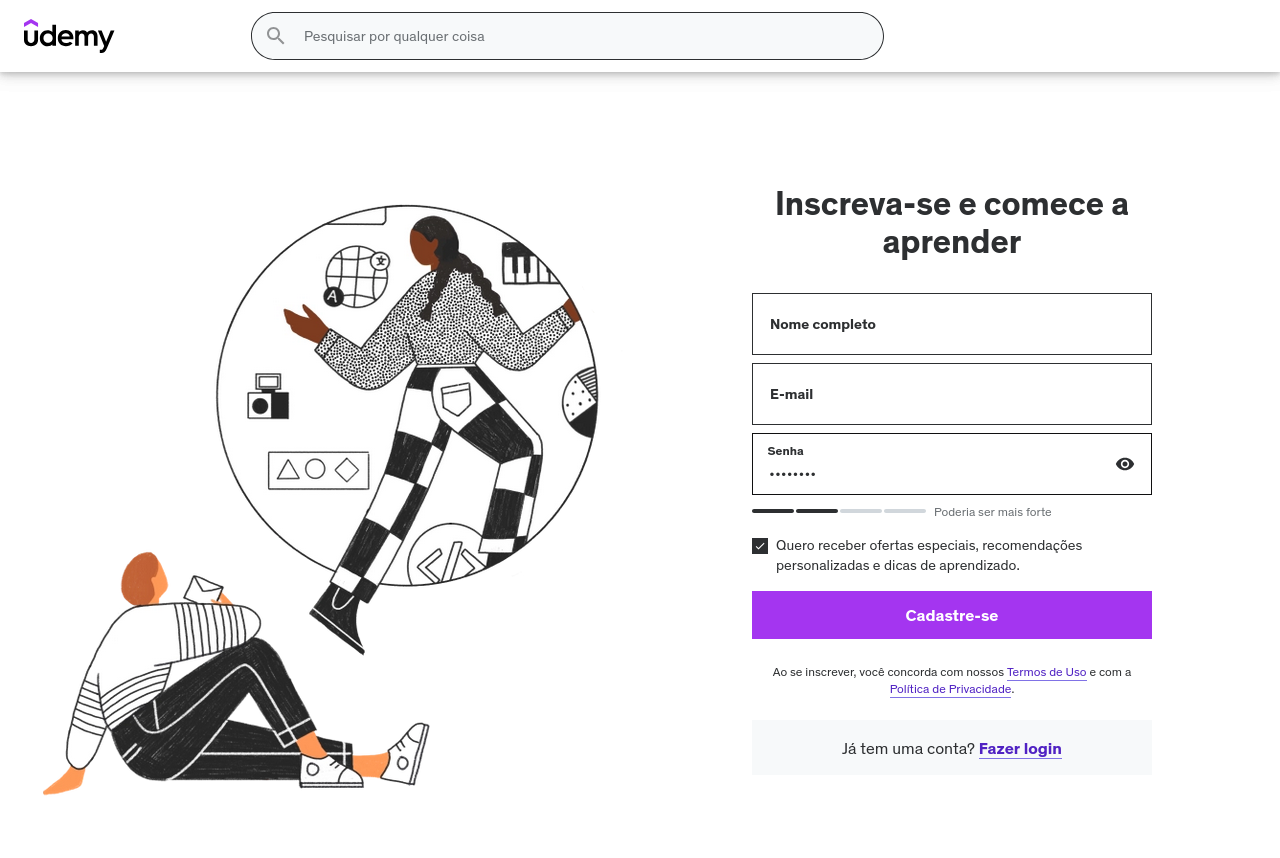 udemy
Pesquisar por qualquer coisa
Inscreva-se e comece a
aprender
Nome completo
E-mail
Senha
••••••••
Poderia ser mais forte
Quero receber ofertas especiais, recomendações
personalizadas e dicas de aprendizado.
Cadastre-se
Ao se inscrever, você concorda com nossos Termos de Uso e com a
Política de Privacidade.
Já tem uma conta? Fazer login
文
A
</>